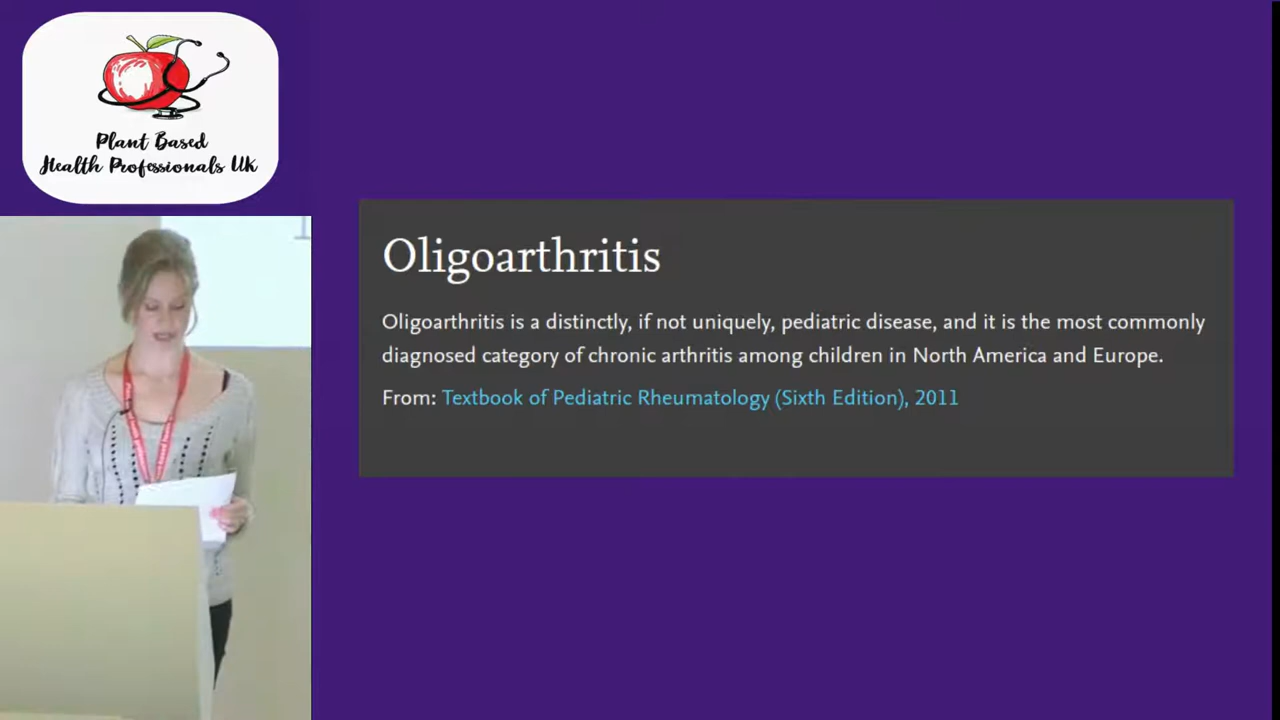 Plant Based
Health Professionals UK
Oligoarthritis
Oligoarthritis is a distinctly, if not uniquely, pediatric disease, and it is the most commonly
diagnosed category of chronic arthritis among children in North America and Europe.
From: Textbook of Pediatric Rheumatology (Sixth Edition), 2011